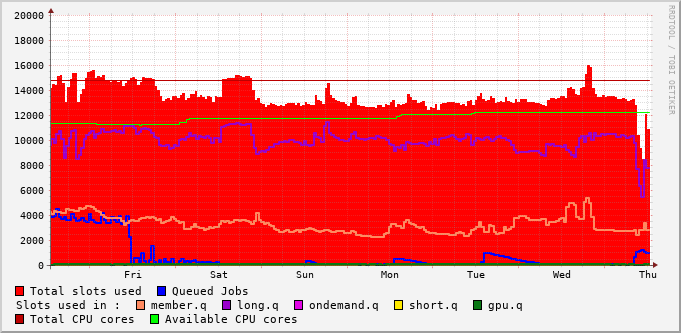 20000
18000
16000
14000
12000
10000
8000
6000
4000
2000
0
Fri Sat Sun Mon Tue Wed Thu
RRDTOOL / TOBI OETIKER
Total slots used Queued Jobs
Slots used in : member.q long.q ondemand.q short.q gpu.q
Total CPU cores Available CPU cores